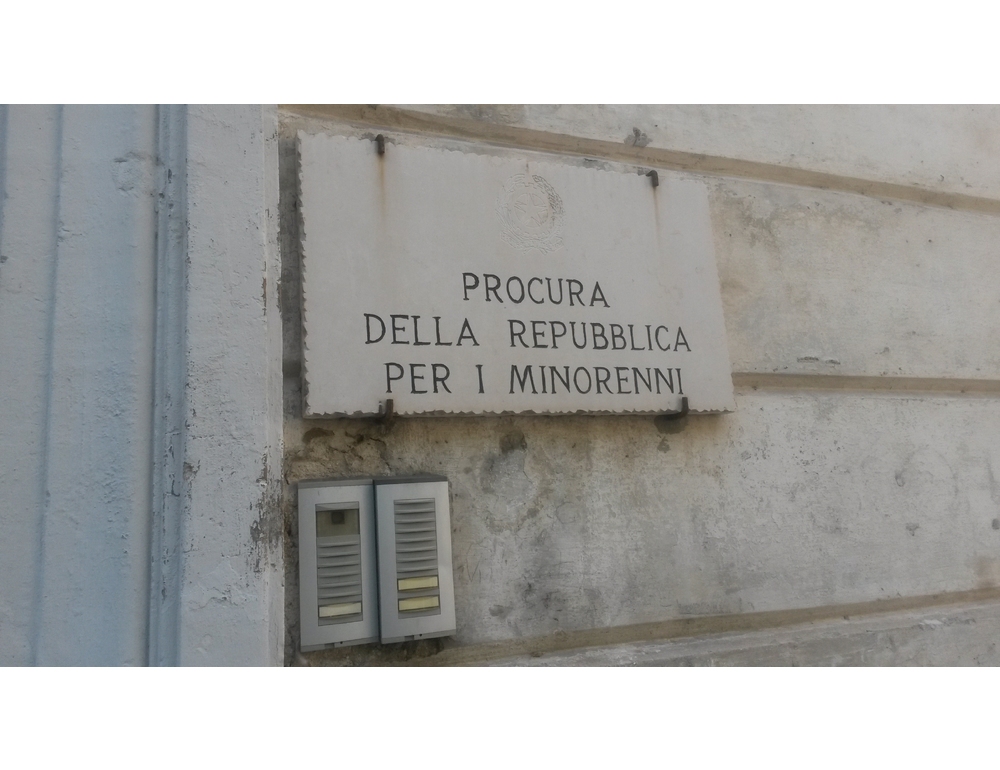 PROCURA
DELLA REPUBBLICA
PER I MINORENNI